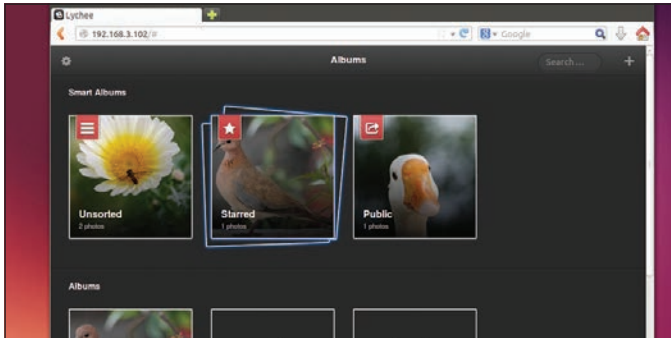 Lychee
192.168.3.102/#
Google
Albums
Search ...
Smart Albums
Unsorted
2 photos
Starred
1 photos
Public
1 photos
Albums